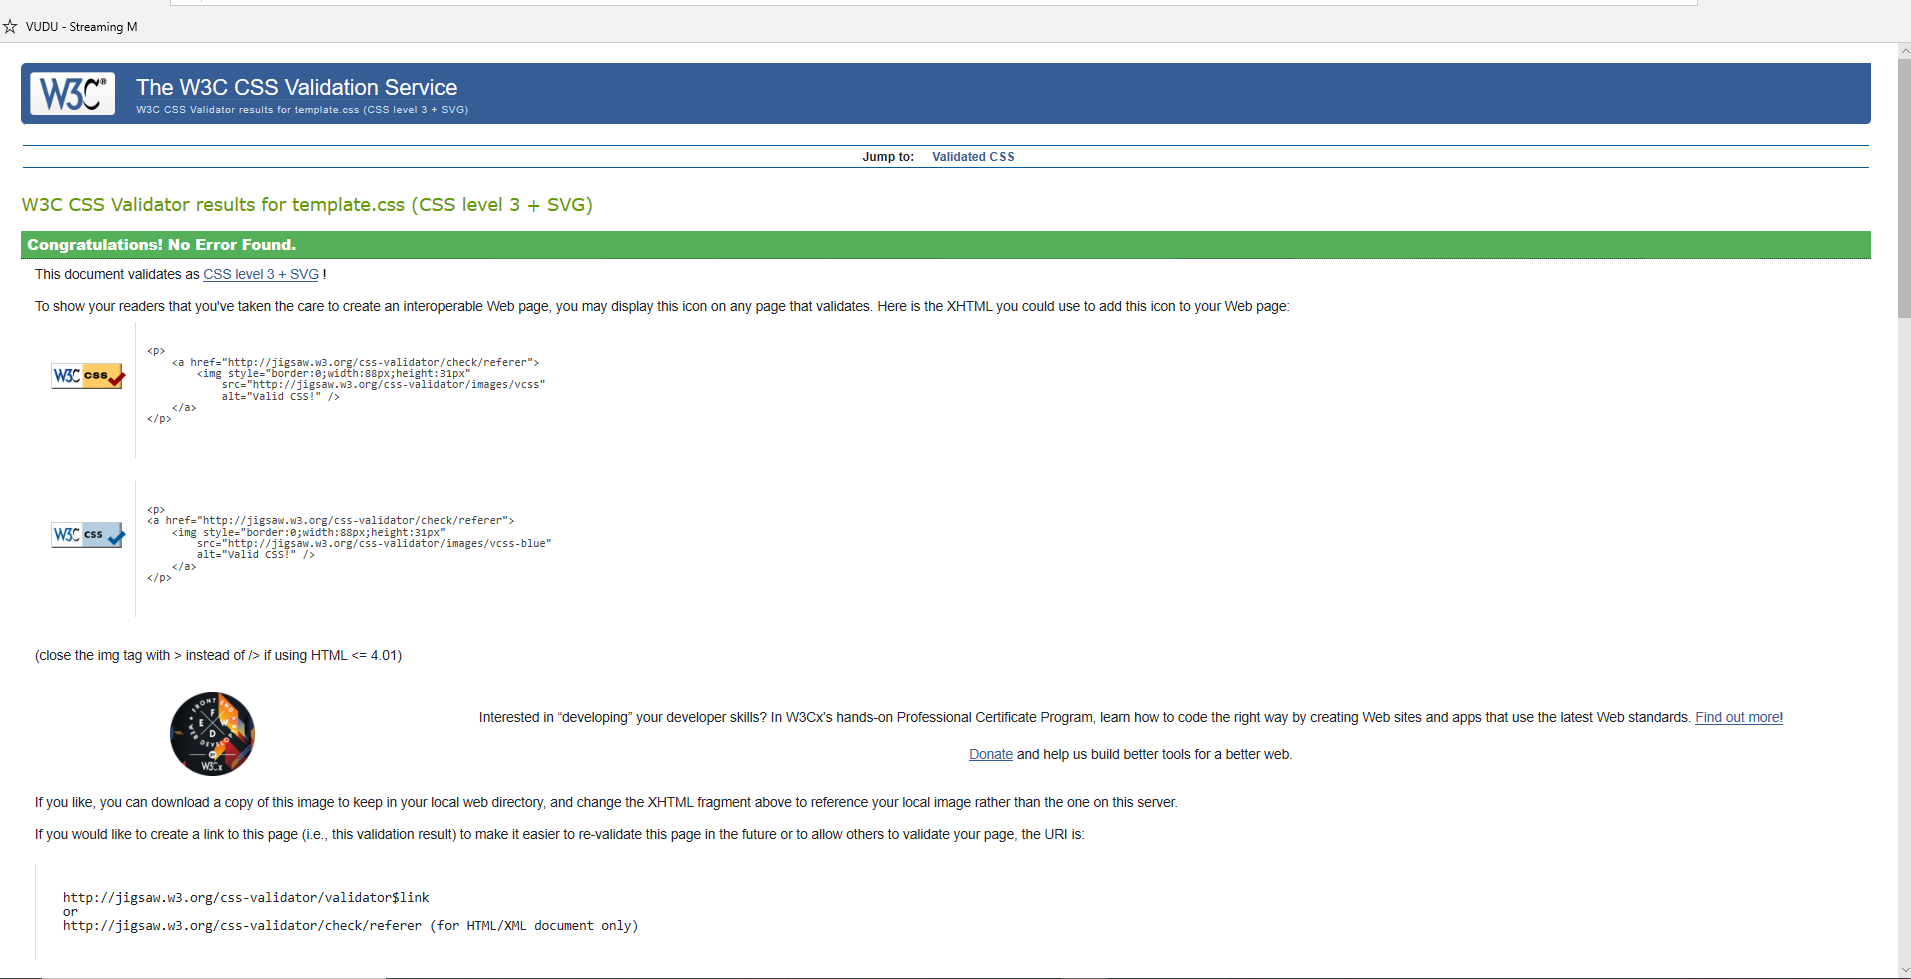 VUDU - Streaming M
W3C®
The W3C CSS Validation Service
W3C CSS Validator results for template.css (CSS level 3 + SVG)
Jump to: Validated CSS
W3C CSS Validator results for template.css (CSS level 3 + SVG)
Congratulations! No Error Found.
This document validates as CSS level 3 + SVG !
To show your readers that you've taken the care to create an interoperable Web page, you may display this icon on any page that validates. Here is the XHTML you could use to add this icon to your Web page:
W3C css
<p>
<a href="http://jigsaw.w3.org/css-validator/check/referer">
<img style="border:0;width:88px;height:31px"
src="http://jigsaw.w3.org/css-validator/images/vcss"
alt="Valid CSS!" />
</a>
</p>
W3C css
<p>
<a href="http://jigsaw.w3.org/css-validator/check/referer">
<img style="border:0;width:88px;height:31px"
src="http://jigsaw.w3.org/css-validator/images/vcss-blue"
alt="Valid CSS!" />
</a>
</p>
(close the img tag with > instead of /> if using HTML <= 4.01)
FRONT END
F
E W
D
WEB DEVELOPER
W3Cx
Interested in “developing” your developer skills? In W3Cx’s hands-on Professional Certificate Program, learn how to code the right way by creating Web sites and apps that use the latest Web standards. Find out more!
Donate and help us build better tools for a better web.
If you like, you can download a copy of this image to keep in your local web directory, and change the XHTML fragment above to reference your local image rather than the one on this server.
If you would like to create a link to this page (i.e., this validation result) to make it easier to re-validate this page in the future or to allow others to validate your page, the URI is:
http://jigsaw.w3.org/css-validator/validator$link
or
http://jigsaw.w3.org/css-validator/check/referer (for HTML/XML document only)